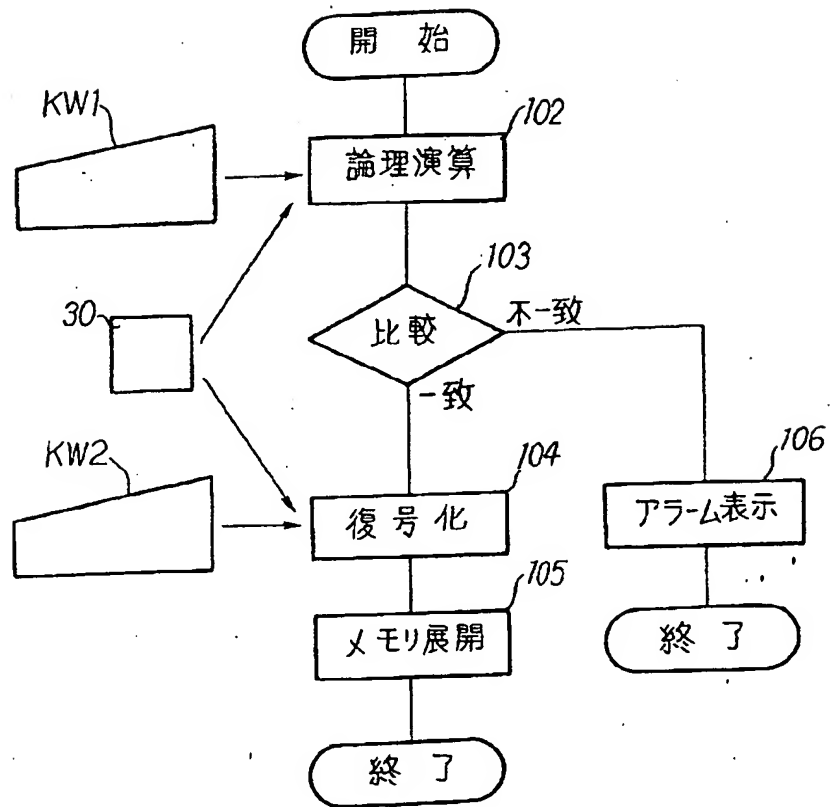 開始
KW1
102
論理演算
103
30
比較
不一致
一致
KW2
104
106
復号化
アラーム表示
105
メモリ展開
終了
終了